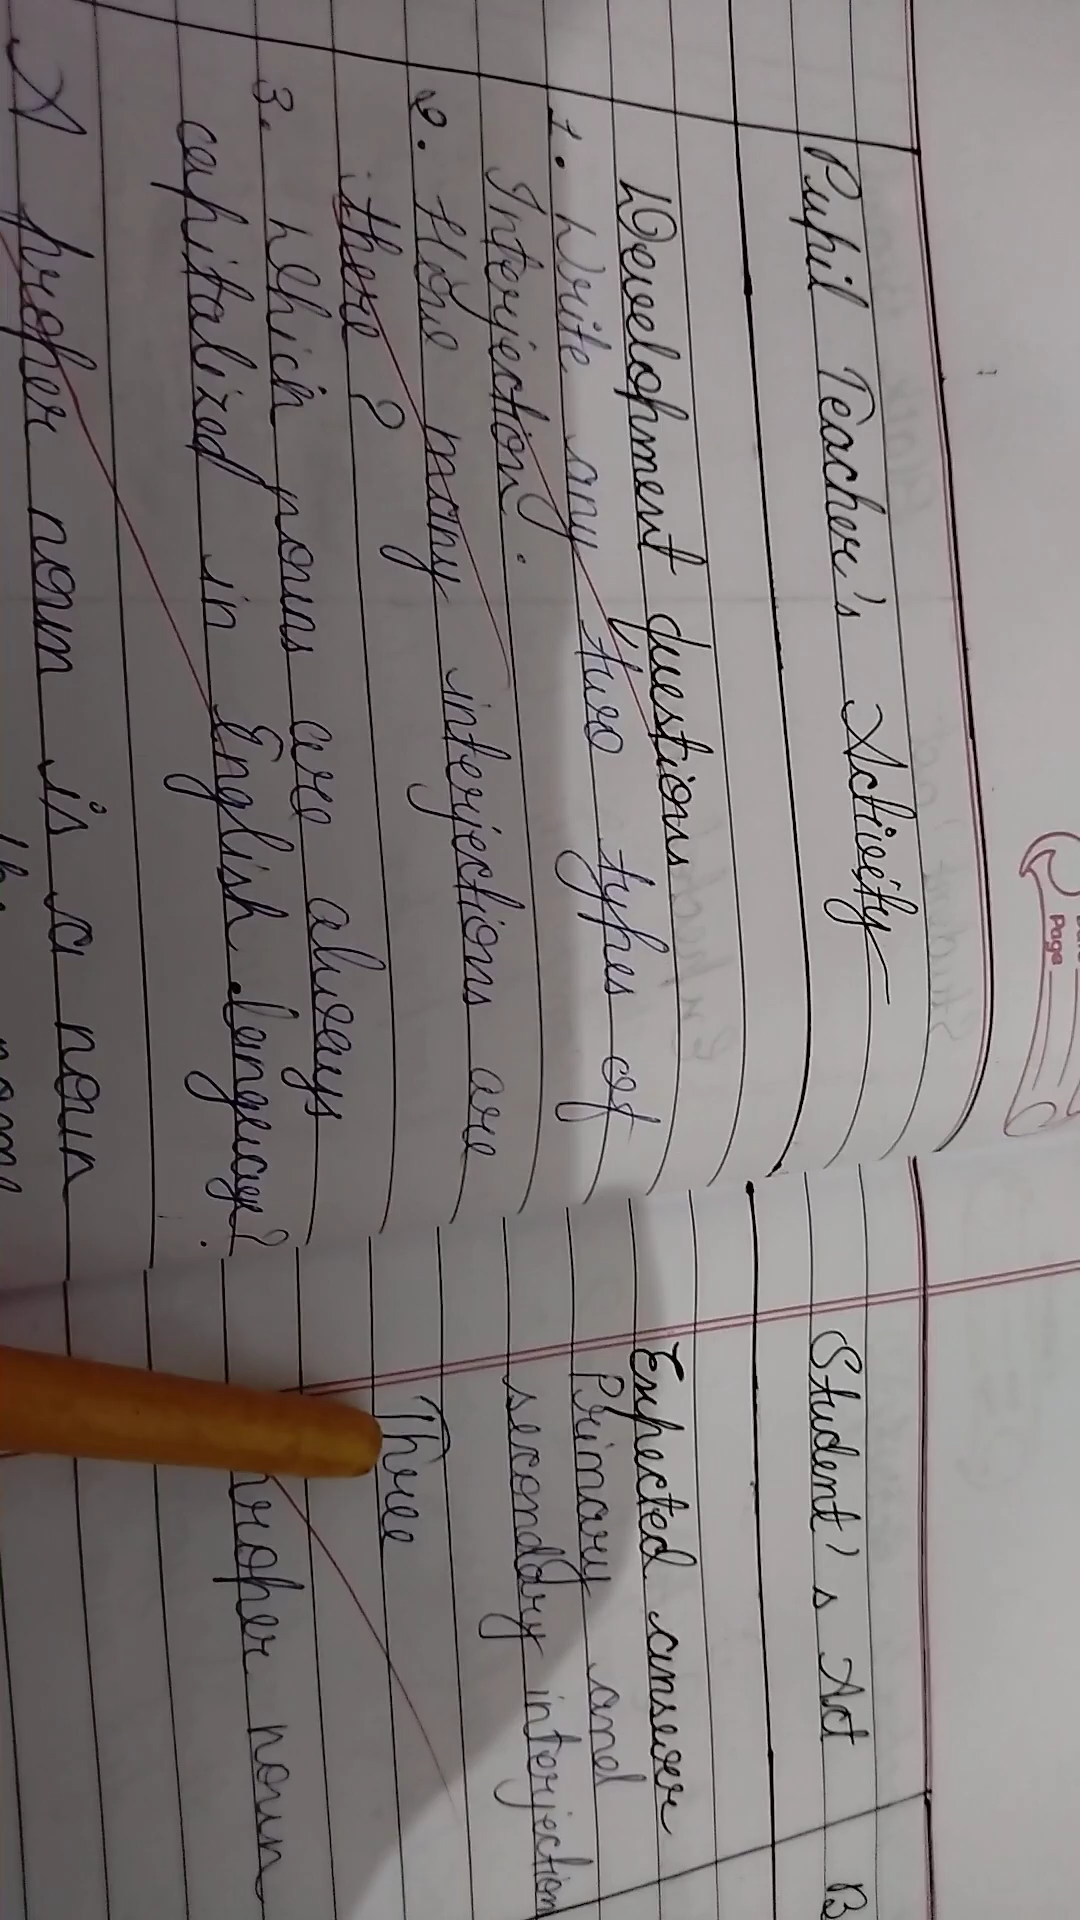 Page
Pupil Teacher's Activity
Student's Act
B
Development questions
Expected answer
1. Write any two types of
Interjection.
Primary and
secondary interjection
2. How many interjections are
there?
Three
3. Which nouns are always
capitalized in English language?
proper noun
A proper noun is a noun